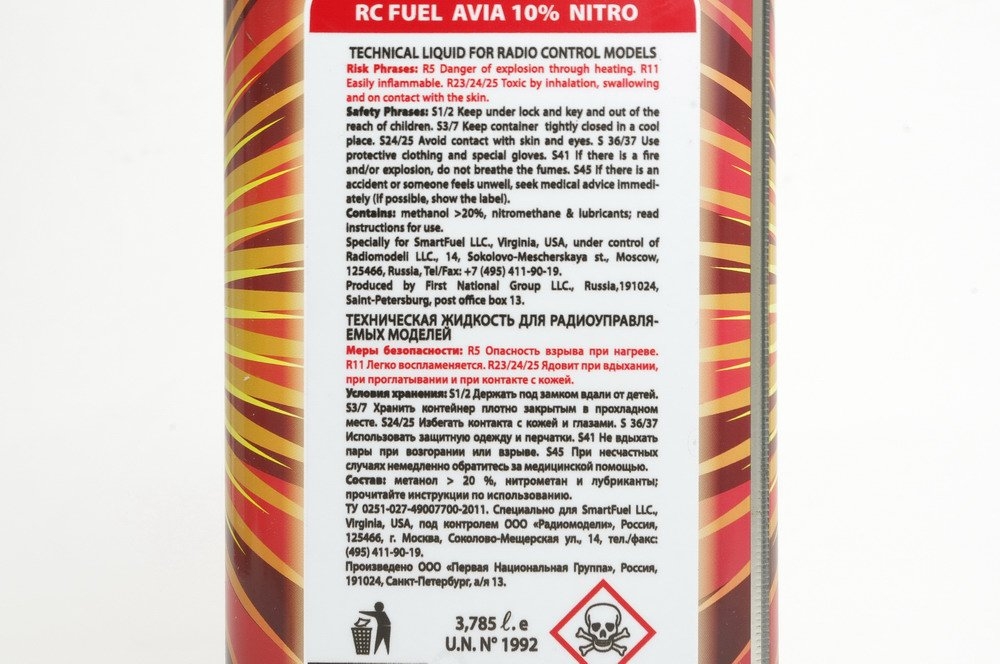 RC FUEL AVIA 10% NITRO
TECHNICAL LIQUID FOR RADIO CONTROL MODELS
Risk Phrases: R5 Danger of explosion through heating. R11
Easily inflammable. R23/24/25 Toxic by inhalation, swallowing
and on contact with the skin.
Safety Phrases: S1/2 Keep under lock and key and out of the
reach of children. S3/7 Keep container tightly closed in a cool
place. S24/25 Avoid contact with skin and eyes. S 36/37 Use
protective clothing and special gloves. S41 If there is a fire
and/or explosion, do not breathe the fumes. S45 If there is an
accident or someone feels unwell, seek medical advice immedi-
ately (if possible, show the label).
Contains: methanol >20%, nitromethane & lubricants; read
instructions for use.
Specially for SmartFuel LLC., Virginia, USA, under control of
Radiomodeli LLC., 14, Sokolovo-Mescherskaya st., Moscow,
125466, Russia, Tel/Fax: +7 (495) 411-90-19.
Produced by First National Group LLC., Russia,191024,
Saint-Petersburg, post office box 13.
ТЕХНИЧЕСКАЯ ЖИДКОСТЬ ДЛЯ РАДИОУПРАВЛЯ-
ЕМЫХ МОДЕЛЕЙ
Меры безопасности: R5 Опасность взрыва при нагреве.
R11 Легко воспламеняется. R23/24/25 Ядовит при вдыхании,
при проглатывании и при контакте с кожей.
Условия хранения: S1/2 Держать под замком вдали от детей.
S3/7 Хранить контейнер плотно закрытым в прохладном
месте. S24/25 Избегать контакта с кожей и глазами. S 36/37
Использовать защитную одежду и перчатки. S41 Не вдыхать
пары при возгорании или взрыве. S45 При несчастных
случаях немедленно обратитесь за медицинской помощью.
Состав: метанол > 20 %, нитрометан и лубриканты;
прочитайте инструкции по использованию.
ТУ 0251-027-49007700-2011. Специально для SmartFuel LLC.,
Virginia, USA, под контролем ООО «Радиомодели», Россия,
125466, г. Москва, Соколово-Мещерская ул., 14, тел./факс:
(495) 411-90-19.
Произведено ООО «Первая Национальная Группа», Россия,
191024, Санкт-Петербург, а/я 13.
3,785 ℓ. e
U.N. N° 1992